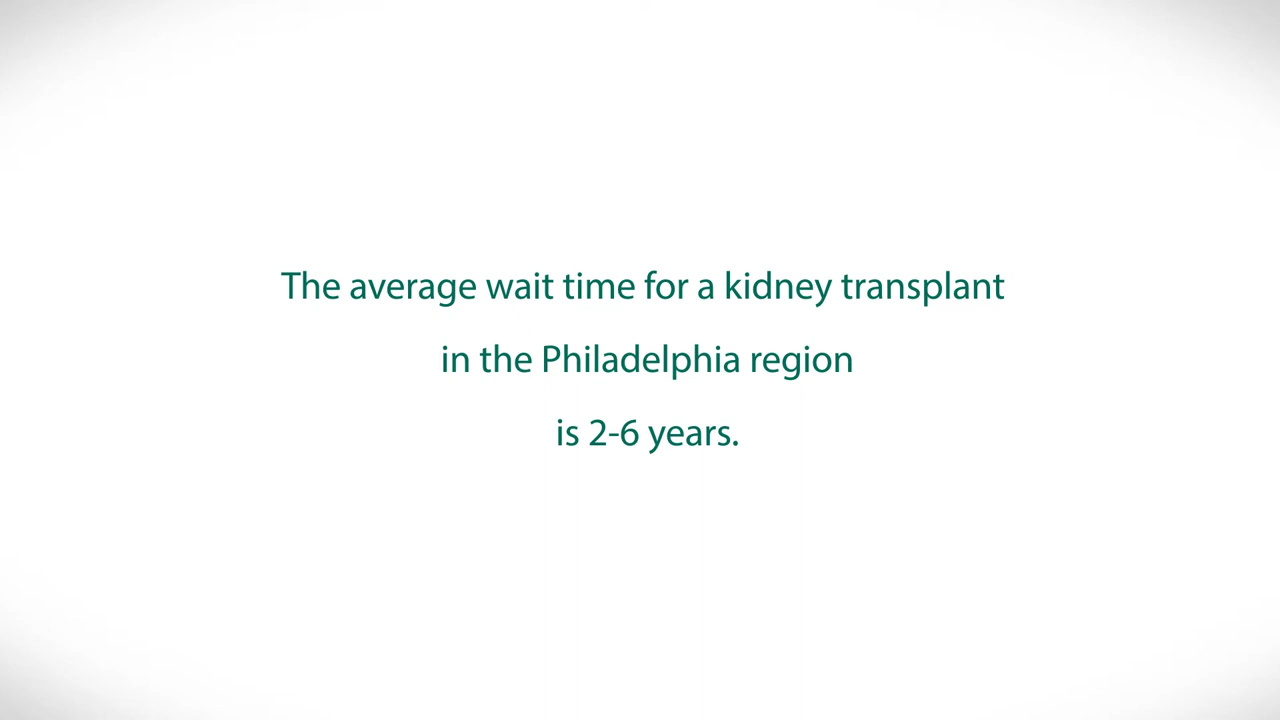 The average wait time for a kidney transplant
in the Philadelphia region
is 2-6 years.